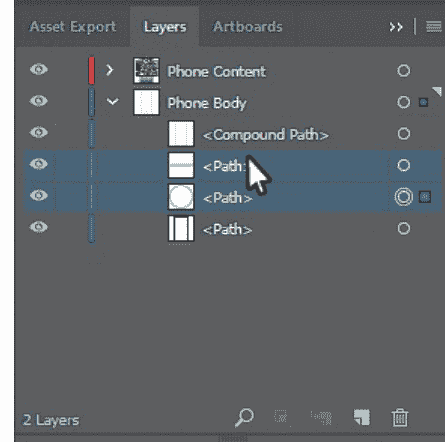 Asset Export Layers Artboards
Phone Content
Phone Body
<Compound Path>
<Path>
<Path>
<Path>
2 Layers